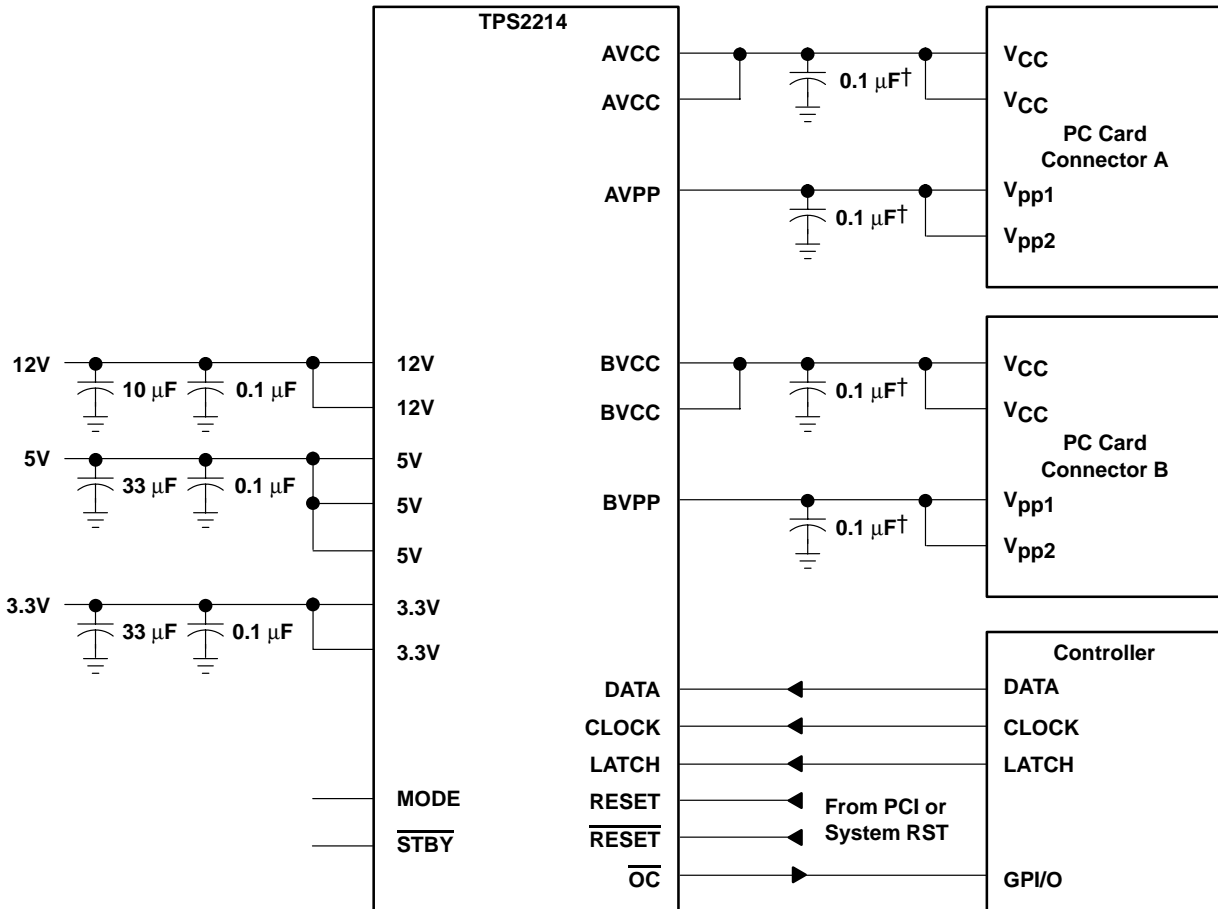 TPS2214
AVCC
AVCC
AVPP
0.1 μF†
0.1 μF†
VCC
VCC
PC Card
Connector A
Vpp1
Vpp2
12V
10 μF
0.1 μF
12V
12V
5V
33 μF
0.1 μF
5V
5V
5V
3.3V
33 μF
0.1 μF
3.3V
3.3V
MODE
STBY
BVCC
BVCC
BVPP
0.1 μF†
0.1 μF†
VCC
VCC
PC Card
Connector B
Vpp1
Vpp2
DATA
CLOCK
LATCH
RESET
RESET
OC
From PCI or
System RST
Controller
DATA
CLOCK
LATCH
GPI/O